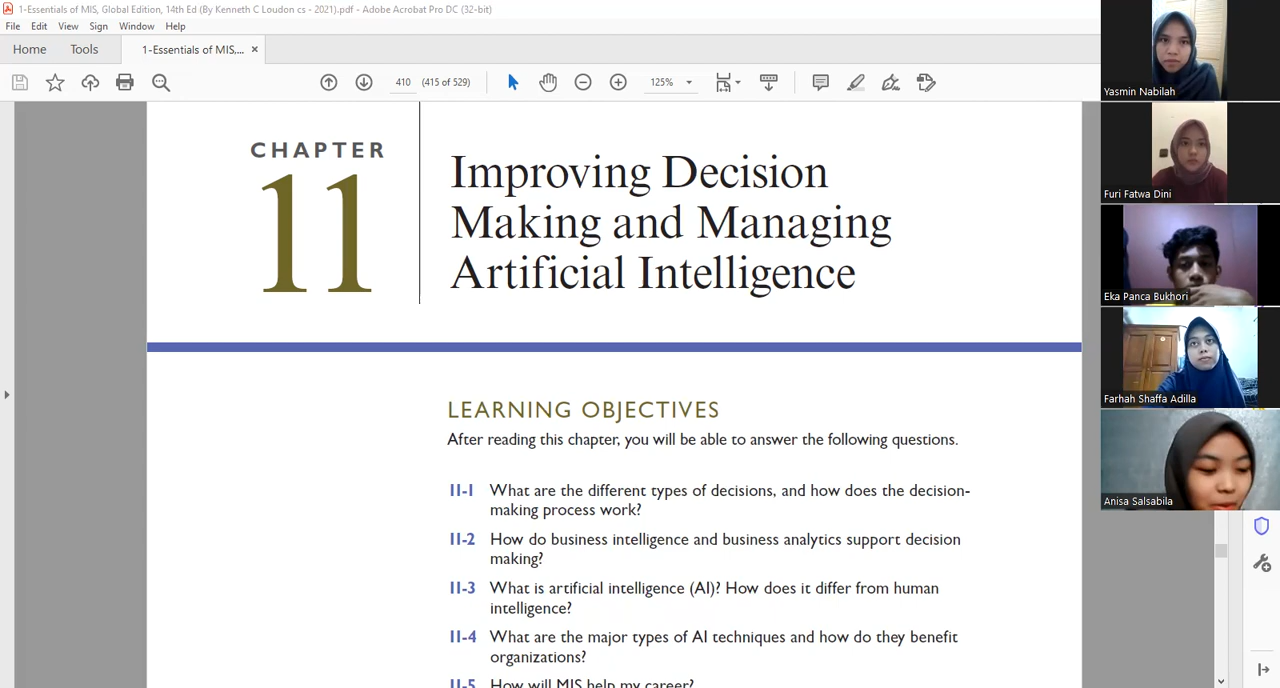 1-Essentials of MIS, Global Edition, 14th Ed (By Kenneth C Loudon cs - 2021).pdf - Adobe Acrobat Pro DC (32-bit)
File Edit View Sign Window Help
Home Tools 1-Essentials of MIS,... ×
410 (415 of 529) 125%
CHAPTER
11
Improving Decision
Making and Managing
Artificial Intelligence
LEARNING OBJECTIVES
After reading this chapter, you will be able to answer the following questions.
11-1 What are the different types of decisions, and how does the decision-
making process work?
11-2 How do business intelligence and business analytics support decision
making?
11-3 What is artificial intelligence (AI)? How does it differ from human
intelligence?
11-4 What are the major types of AI techniques and how do they benefit
organizations?
11-5 How will MIS help my career?
Yasmin Nabilah
Furi Fatwa Dini
Eka Panca Bukhori
Farhah Shaffa Adilla
Anisa Salsabila